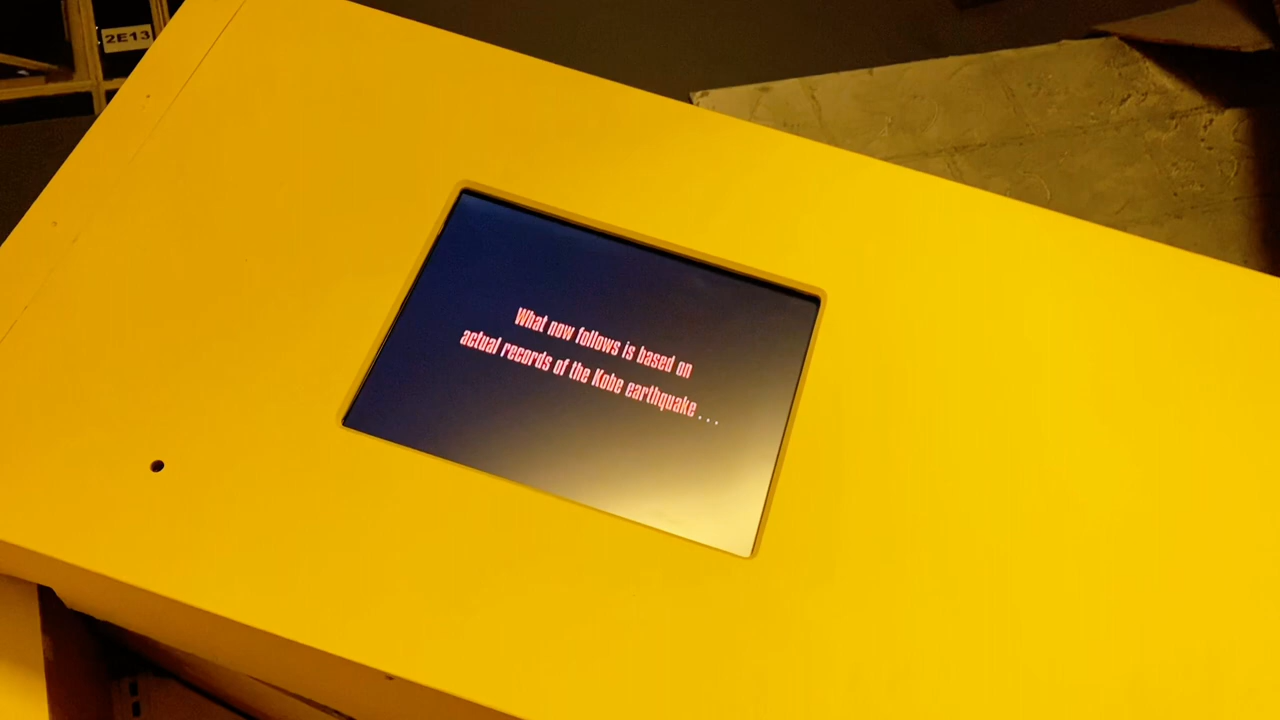 2E13
What now follows is based on
actual records of the Kobe earthquake...